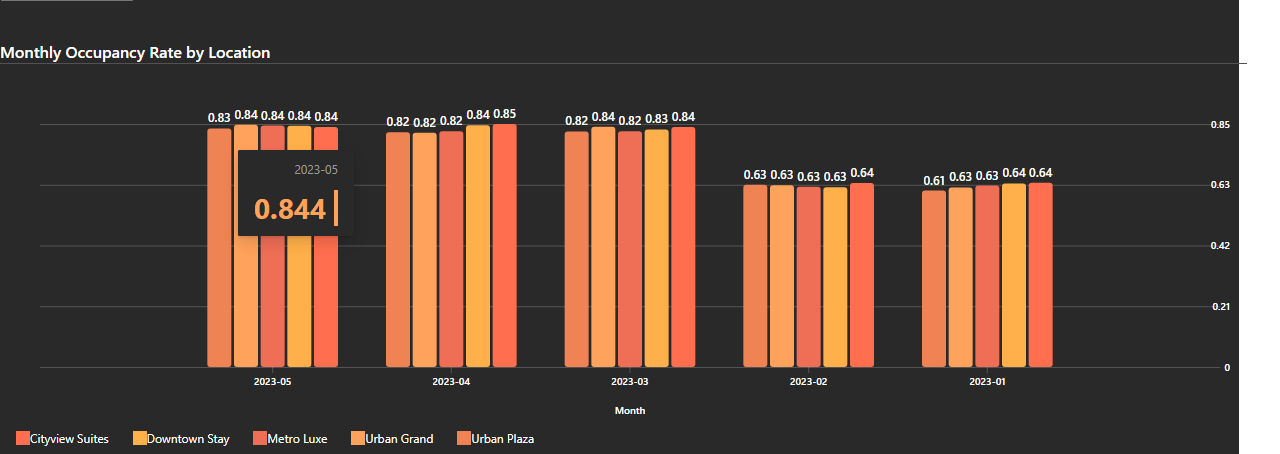 Monthly Occupancy Rate by Location
0.83 0.84 0.84 0.84 0.84 0.82 0.82 0.82 0.84 0.85 0.82 0.84 0.82 0.83 0.84 0.63 0.63 0.63 0.63 0.64 0.61 0.63 0.63 0.64 0.64
0.85
2023-05
0.63
0.844
0.42
0.21
0
2023-05 2023-04 2023-03 2023-02 2023-01
Month
Cityview Suites Downtown Stay Metro Luxe Urban Grand Urban Plaza